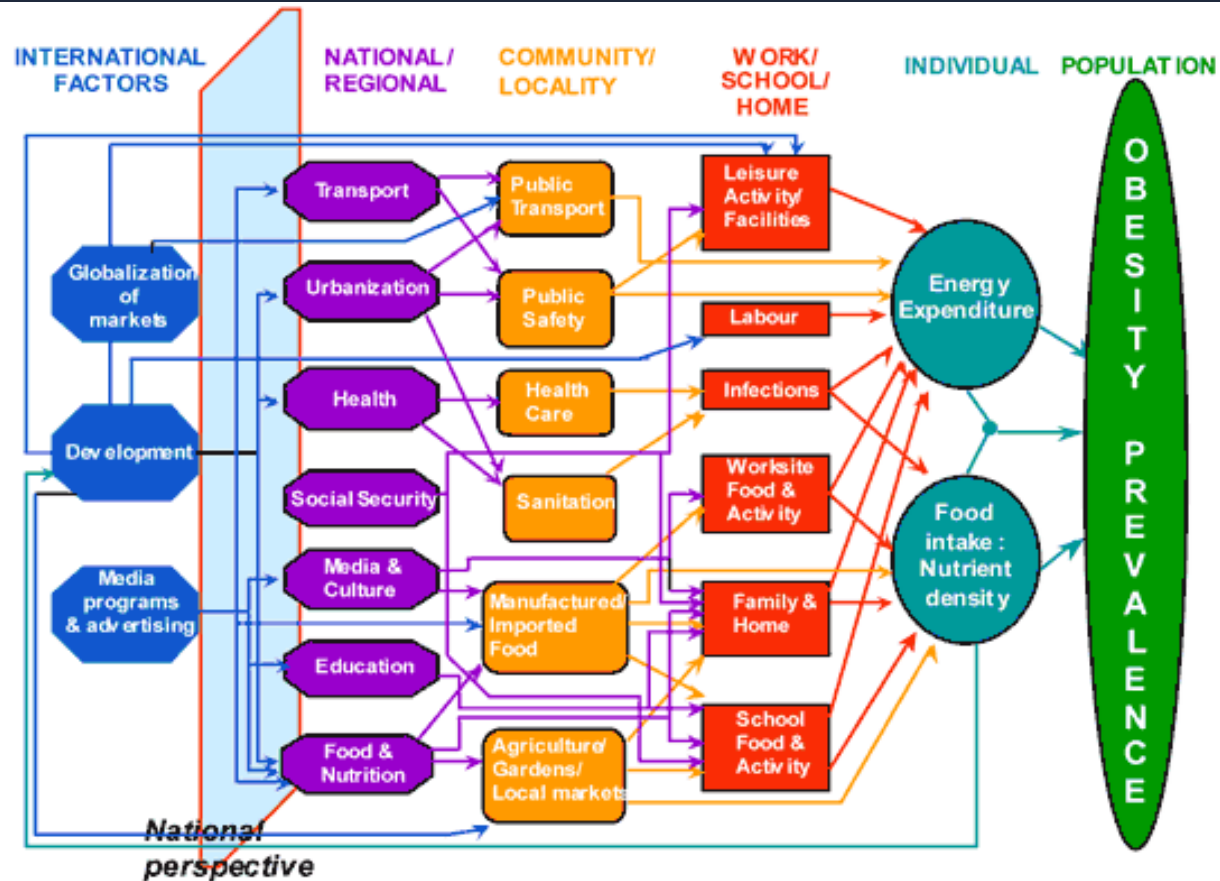 INTERNATIONAL
FACTORS
NATIONAL/
REGIONAL
COMMUNITY/
LOCALITY
WORK/
SCHOOL/
HOME
INDIVIDUAL
POPULATION
Globalization
of
markets
Development
Media
programs
& advertising
National
perspective
Transport
Urbanization
Health
Social Security
Media &
Culture
Education
Food &
Nutrition
Public
Transport
Public
Safety
Health
Care
Sanitation
Manufactured/
Imported
Food
Agriculture/
Gardens/
Local markets
Leisure
Activity/
Facilities
Labour
Infections
Worksite
Food &
Activity
Family &
Home
School
Food &
Activity
Energy
Expenditure
Food
intake :
Nutrient
density
OBESITY PREVALENCE